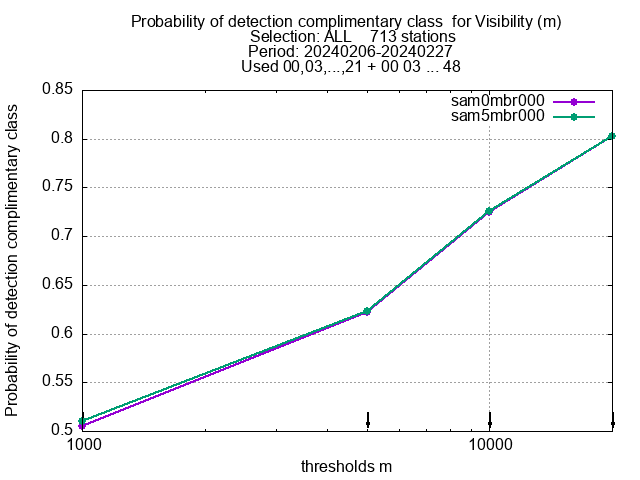 Probability of detection complimentary class  for Visibility (m)
Selection: ALL    713 stations
Period: 20240206-20240227
Used 00,03,...,21 + 00 03 ... 48
sam0mbr000
sam5mbr000
Probability of detection complimentary class
0.85
0.8
0.75
0.7
0.65
0.6
0.55
0.5
1000
10000
thresholds m